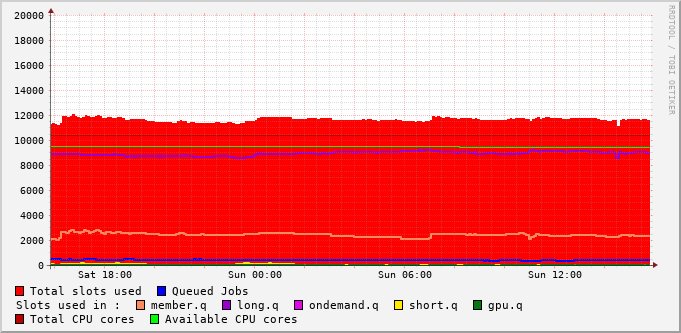 RRDTOOL / TOBI OETIKER
20000
18000
16000
14000
12000
10000
8000
6000
4000
2000
0
Sat 18:00 Sun 00:00 Sun 06:00 Sun 12:00
Total slots used Queued Jobs
Slots used in : member.q long.q ondemand.q short.q gpu.q
Total CPU cores Available CPU cores